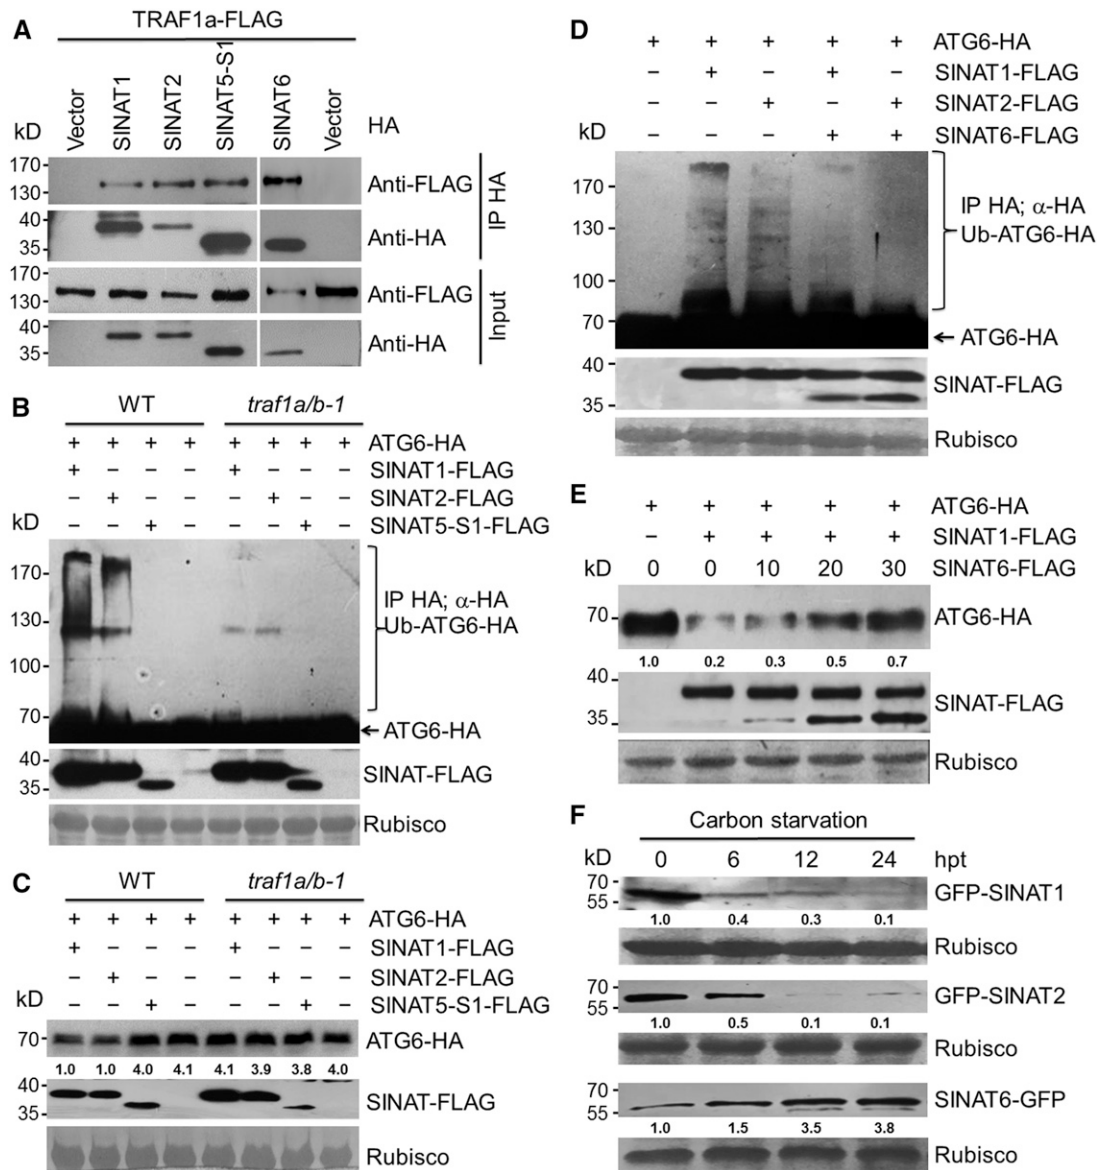 A
TRAF1a-FLAG
Vector SINAT1 SINAT2 SINAT5-S1 SINAT6 Vector
kD HA
170
130
Anti-FLAG
40
35
Anti-HA
IP HA
170
130
Anti-FLAG
40
35
Anti-HA
Input
B
WT traf1a/b-1
+ + + + + + + + ATG6-HA
+ – – – + – – – SINAT1-FLAG
– + – – – + – – SINAT2-FLAG
– – + – – – + – SINAT5-S1-FLAG
kD
170
130
100
70
IP HA; α-HA
Ub-ATG6-HA
ATG6-HA
40
35
SINAT-FLAG
Rubisco
C
WT traf1a/b-1
+ + + + + + + + ATG6-HA
+ – – – + – – – SINAT1-FLAG
– + – – – + – – SINAT2-FLAG
– – + – – – + – SINAT5-S1-FLAG
kD
70 ATG6-HA
1.0 1.0 4.0 4.1 4.1 3.9 3.8 4.0
40
35
SINAT-FLAG
Rubisco
D
+ + + + + ATG6-HA
– + – + – SINAT1-FLAG
– – + – + SINAT2-FLAG
– – – + + SINAT6-FLAG
kD
170
130
100
70
IP HA; α-HA
Ub-ATG6-HA
ATG6-HA
40
35
SINAT-FLAG
Rubisco
E
+ + + + + ATG6-HA
– + + + + SINAT1-FLAG
kD 0 0 10 20 30 SINAT6-FLAG
70 ATG6-HA
1.0 0.2 0.3 0.5 0.7
40
35
SINAT-FLAG
Rubisco
F
Carbon starvation
kD 0 6 12 24 hpt
70
55
GFP-SINAT1
1.0 0.4 0.3 0.1
Rubisco
70
55
GFP-SINAT2
1.0 0.5 0.1 0.1
Rubisco
70
55
SINAT6-GFP
1.0 1.5 3.5 3.8
Rubisco